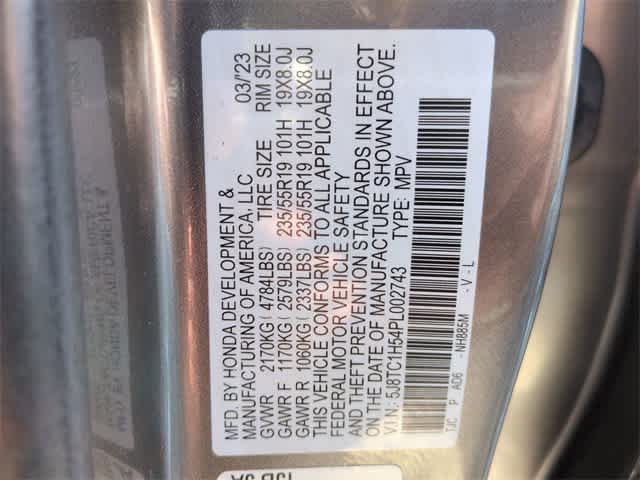 MFD. BY HONDA DEVELOPMENT &
MANUFACTURING OF AMERICA, LLC 03/'23
GVWR 2170KG ( 4784LBS) TIRE SIZE RIM SIZE
GAWR F 1170KG ( 2579LBS) 235/55R19 101H 19X8.0J
GAWR R 1060KG ( 2337LBS) 235/55R19 101H 19X8.0J
THIS VEHICLE CONFORMS TO ALL APPLICABLE
FEDERAL MOTOR VEHICLE SAFETY
AND THEFT PREVENTION STANDARDS IN EFFECT
ON THE DATE OF MANUFACTURE SHOWN ABOVE.
V.I.N.: 5J8TC1H54PL002743 TYPE: MPV
TJC P AD6 -NH885M - V - L